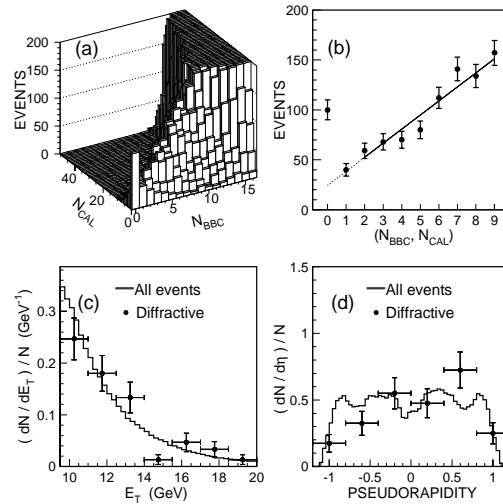 (a)
EVENTS
200
150
100
50
0
40
20
0
N_CAL
0
5
10
15
N_BBC
(b)
EVENTS
200
150
100
50
0
0 1 2 3 4 5 6 7 8 9
(N_BBC, N_CAL)
(c)
All events
Diffractive
( dN / dE_T ) / N (GeV⁻¹)
0.3
0.2
0.1
0
10 12 14 16 18 20
E_T (GeV)
(d)
All events
Diffractive
( dN / dη ) / N
1.5
1
0.5
0
-1 -0.5 0 0.5 1
PSEUDORAPIDITY